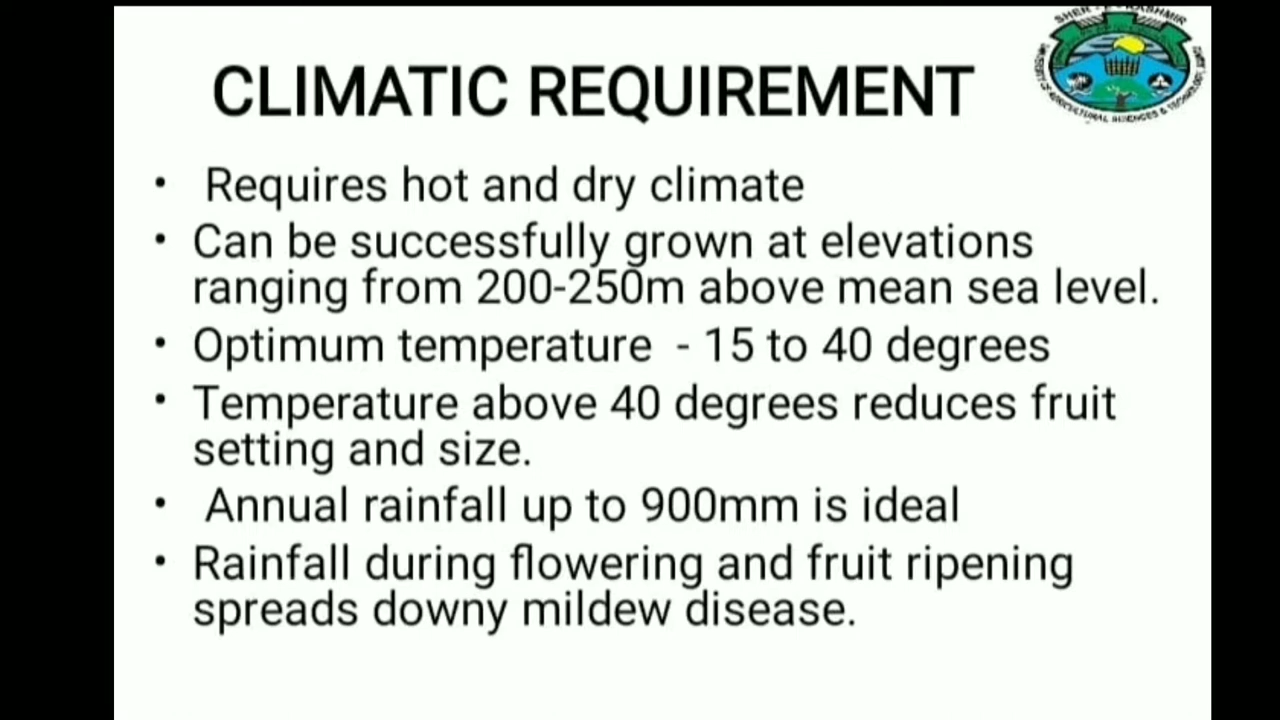 CLIMATIC REQUIREMENT
• Requires hot and dry climate
• Can be successfully grown at elevations
ranging from 200-250m above mean sea level.
• Optimum temperature - 15 to 40 degrees
• Temperature above 40 degrees reduces fruit
setting and size.
• Annual rainfall up to 900mm is ideal
• Rainfall during flowering and fruit ripening
spreads downy mildew disease.